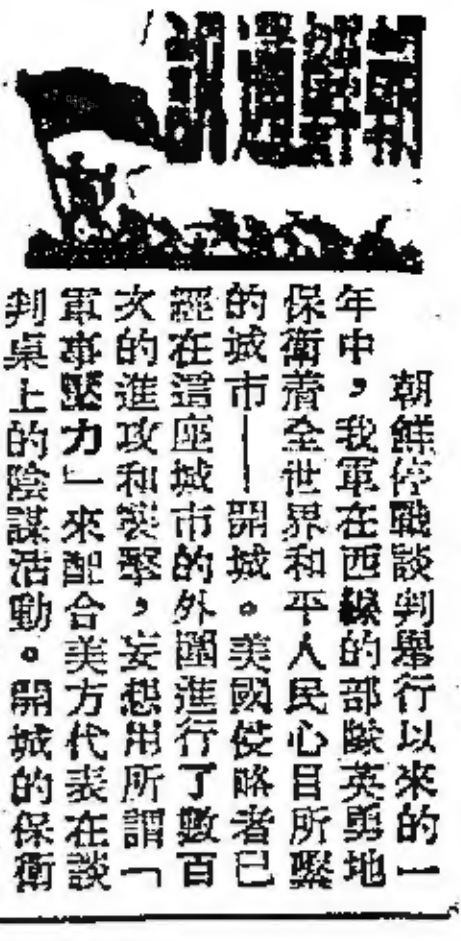 朝鮮通訊
朝鮮停戰談判舉行以來的一
年中，我軍在西線的部隊英勇地
保衛着全世界和平人民心目所繫
的城市——開城。美國侵略者已
經在這座城市的外圍進行了數百
次的進攻和襲擊，妄想用所謂「
軍事壓力」來配合美方代表在談
判桌上的陰謀活動。開城的保衛